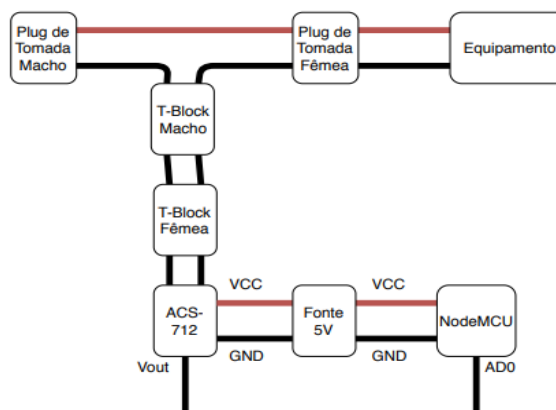 Plug de
Tomada
Macho
Plug de
Tomada
Fêmea
Equipamento
T-Block
Macho
T-Block
Fêmea
ACS-
712
VCC
GND
Fonte
5V
VCC
GND
NodeMCU
Vout
AD0